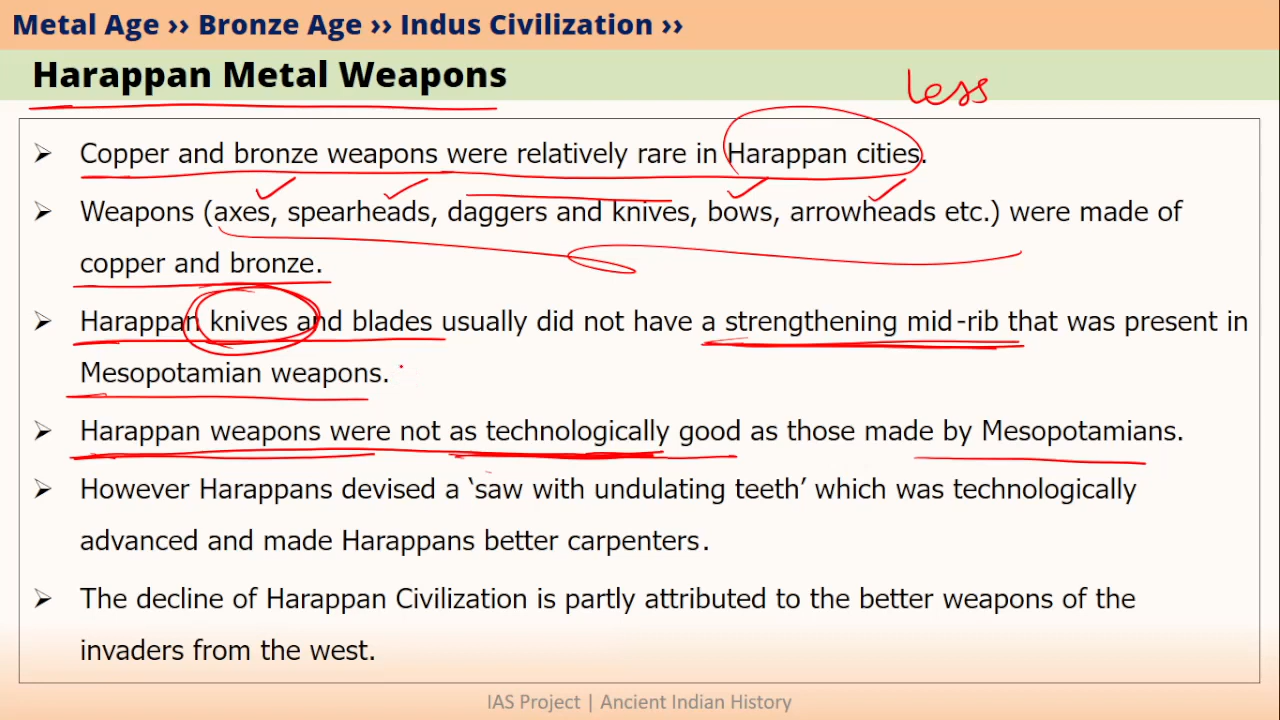 Metal Age ›› Bronze Age ›› Indus Civilization ››
Harappan Metal Weapons
less
➢ Copper and bronze weapons were relatively rare in Harappan cities.
➢ Weapons (axes, spearheads, daggers and knives, bows, arrowheads etc.) were made of
copper and bronze.
➢ Harappan knives and blades usually did not have a strengthening mid-rib that was present in
Mesopotamian weapons.
➢ Harappan weapons were not as technologically good as those made by Mesopotamians.
➢ However Harappans devised a ‘saw with undulating teeth’ which was technologically
advanced and made Harappans better carpenters.
➢ The decline of Harappan Civilization is partly attributed to the better weapons of the
invaders from the west.
IAS Project | Ancient Indian History